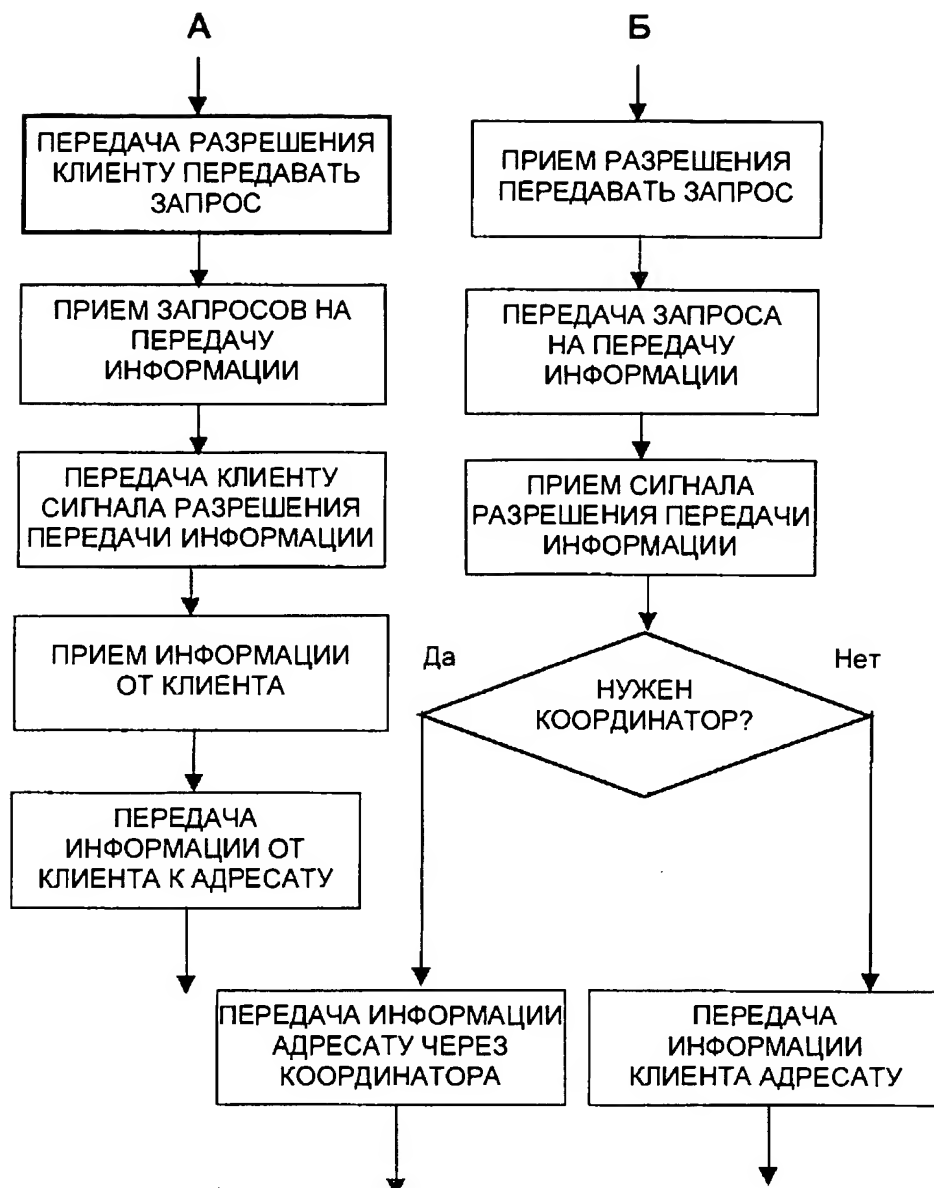 А
ПЕРЕДАЧА РАЗРЕШЕНИЯ
КЛИЕНТУ ПЕРЕДАВАТЬ
ЗАПРОС
ПРИЕМ ЗАПРОСОВ НА
ПЕРЕДАЧУ
ИНФОРМАЦИИ
ПЕРЕДАЧА КЛИЕНТУ
СИГНАЛА РАЗРЕШЕНИЯ
ПЕРЕДАЧИ ИНФОРМАЦИИ
ПРИЕМ ИНФОРМАЦИИ
ОТ КЛИЕНТА
ПЕРЕДАЧА
ИНФОРМАЦИИ ОТ
КЛИЕНТА К АДРЕСАТУ
Б
ПРИЕМ РАЗРЕШЕНИЯ
ПЕРЕДАВАТЬ ЗАПРОС
ПЕРЕДАЧА ЗАПРОСА
НА ПЕРЕДАЧУ
ИНФОРМАЦИИ
ПРИЕМ СИГНАЛА
РАЗРЕШЕНИЯ ПЕРЕДАЧИ
ИНФОРМАЦИИ
Да
Нет
НУЖЕН
КООРДИНАТОР?
ПЕРЕДАЧА ИНФОРМАЦИИ
АДРЕСАТУ ЧЕРЕЗ
КООРДИНАТОРА
ПЕРЕДАЧА
ИНФОРМАЦИИ
КЛИЕНТА АДРЕСАТУ